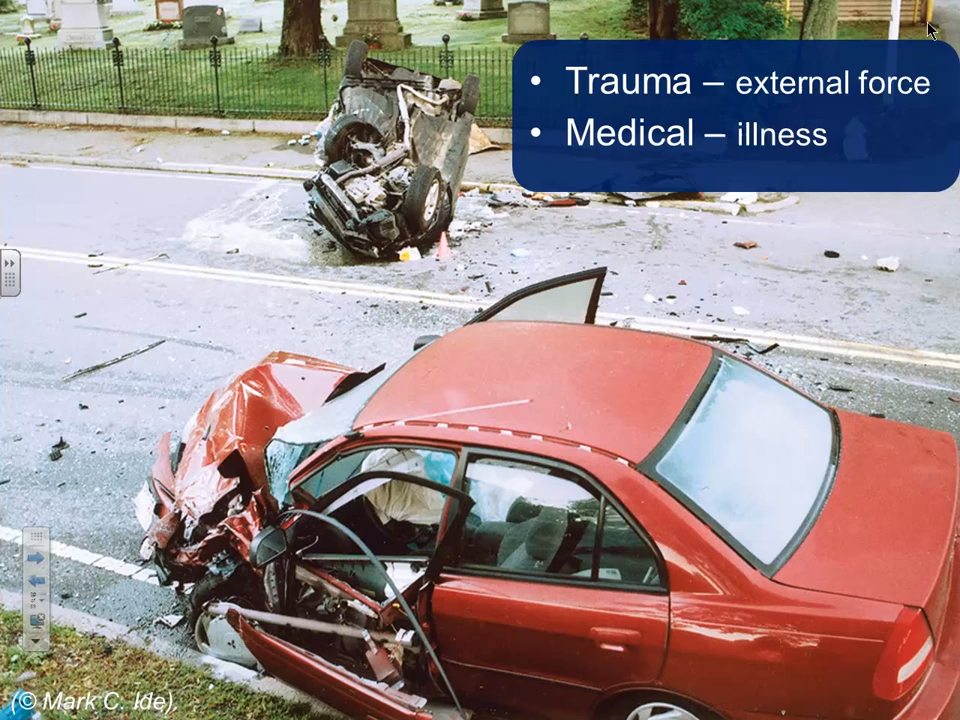 • Trauma – external force
• Medical – illness
(© Mark C. Ide).